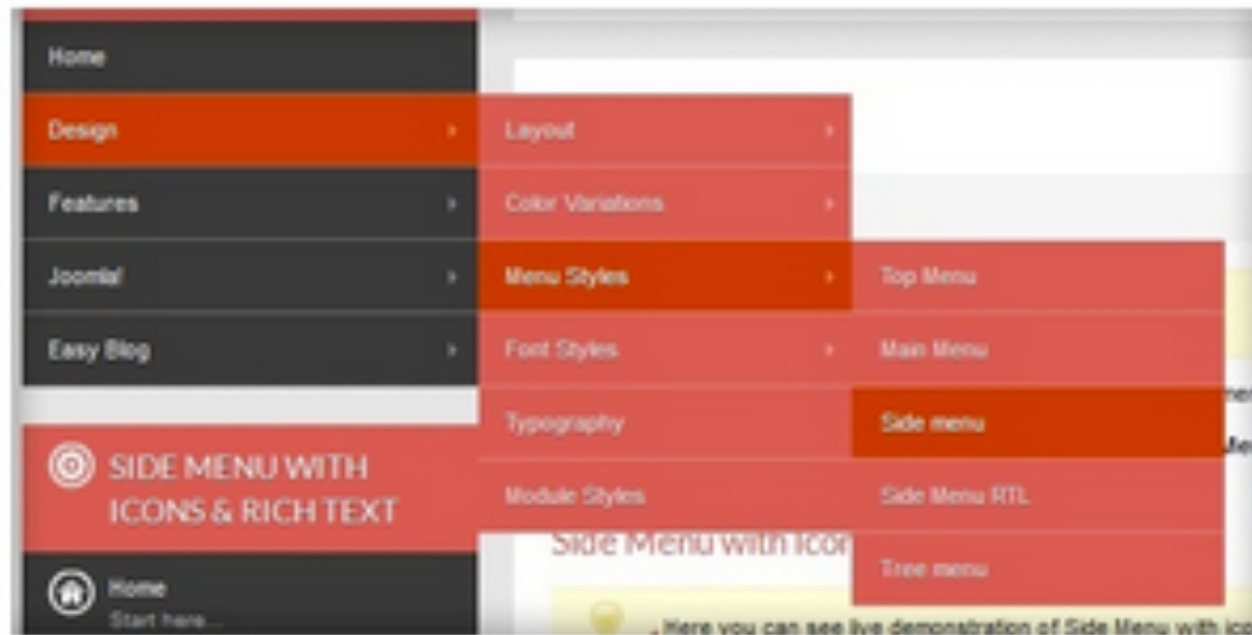 Home
Design
Features
Joomla!
Easy Blog
Layout
Color Variations
Menu Styles
Font Styles
Typography
Module Styles
Top Menu
Main Menu
Side menu
Side Menu RTL
Tree menu
SIDE MENU WITH
ICONS & RICH TEXT
Home
Start here...
Side Menu with Icon
Here you can see live demonstration of Side Menu with ico